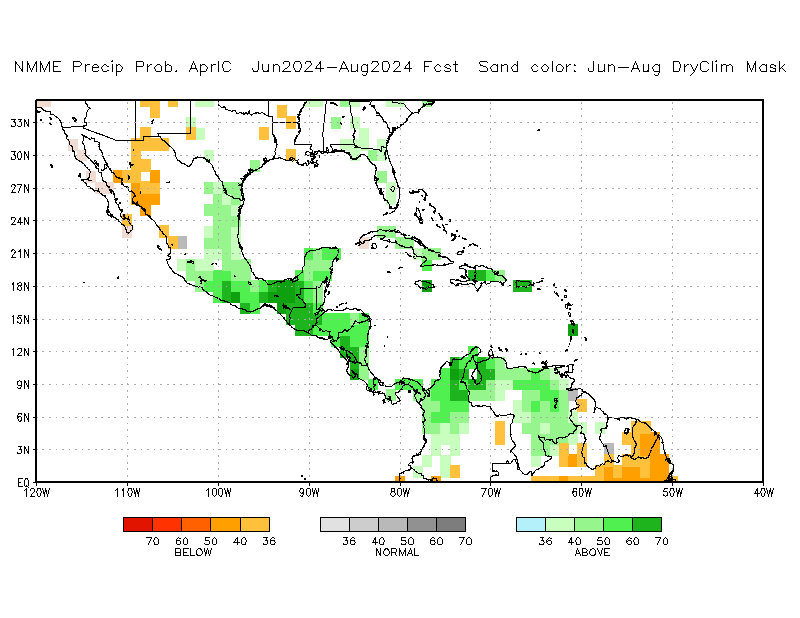 NMME Precip Prob. AprIC Jun2024-Aug2024 Fcst Sand color: Jun-Aug DryClim Mask
33N
30N
27N
24N
21N
18N
15N
12N
9N
6N
3N
EQ
120W 110W 100W 90W 80W 70W 60W 50W 40W
70 60 50 40 36 36 40 50 60 70 36 40 50 60 70
BELOW NORMAL ABOVE